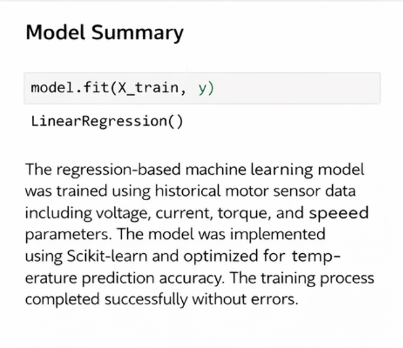 Model Summary
model.fit(X_train, y)
LinearRegression()
The regression-based machine learning model
was trained using historical motor sensor data
including voltage, current, torque, and speeed
parameters. The model was implemented
using Scikit-learn and optimized for temp-
erature prediction accuracy. The training process
completed successfully without errors.